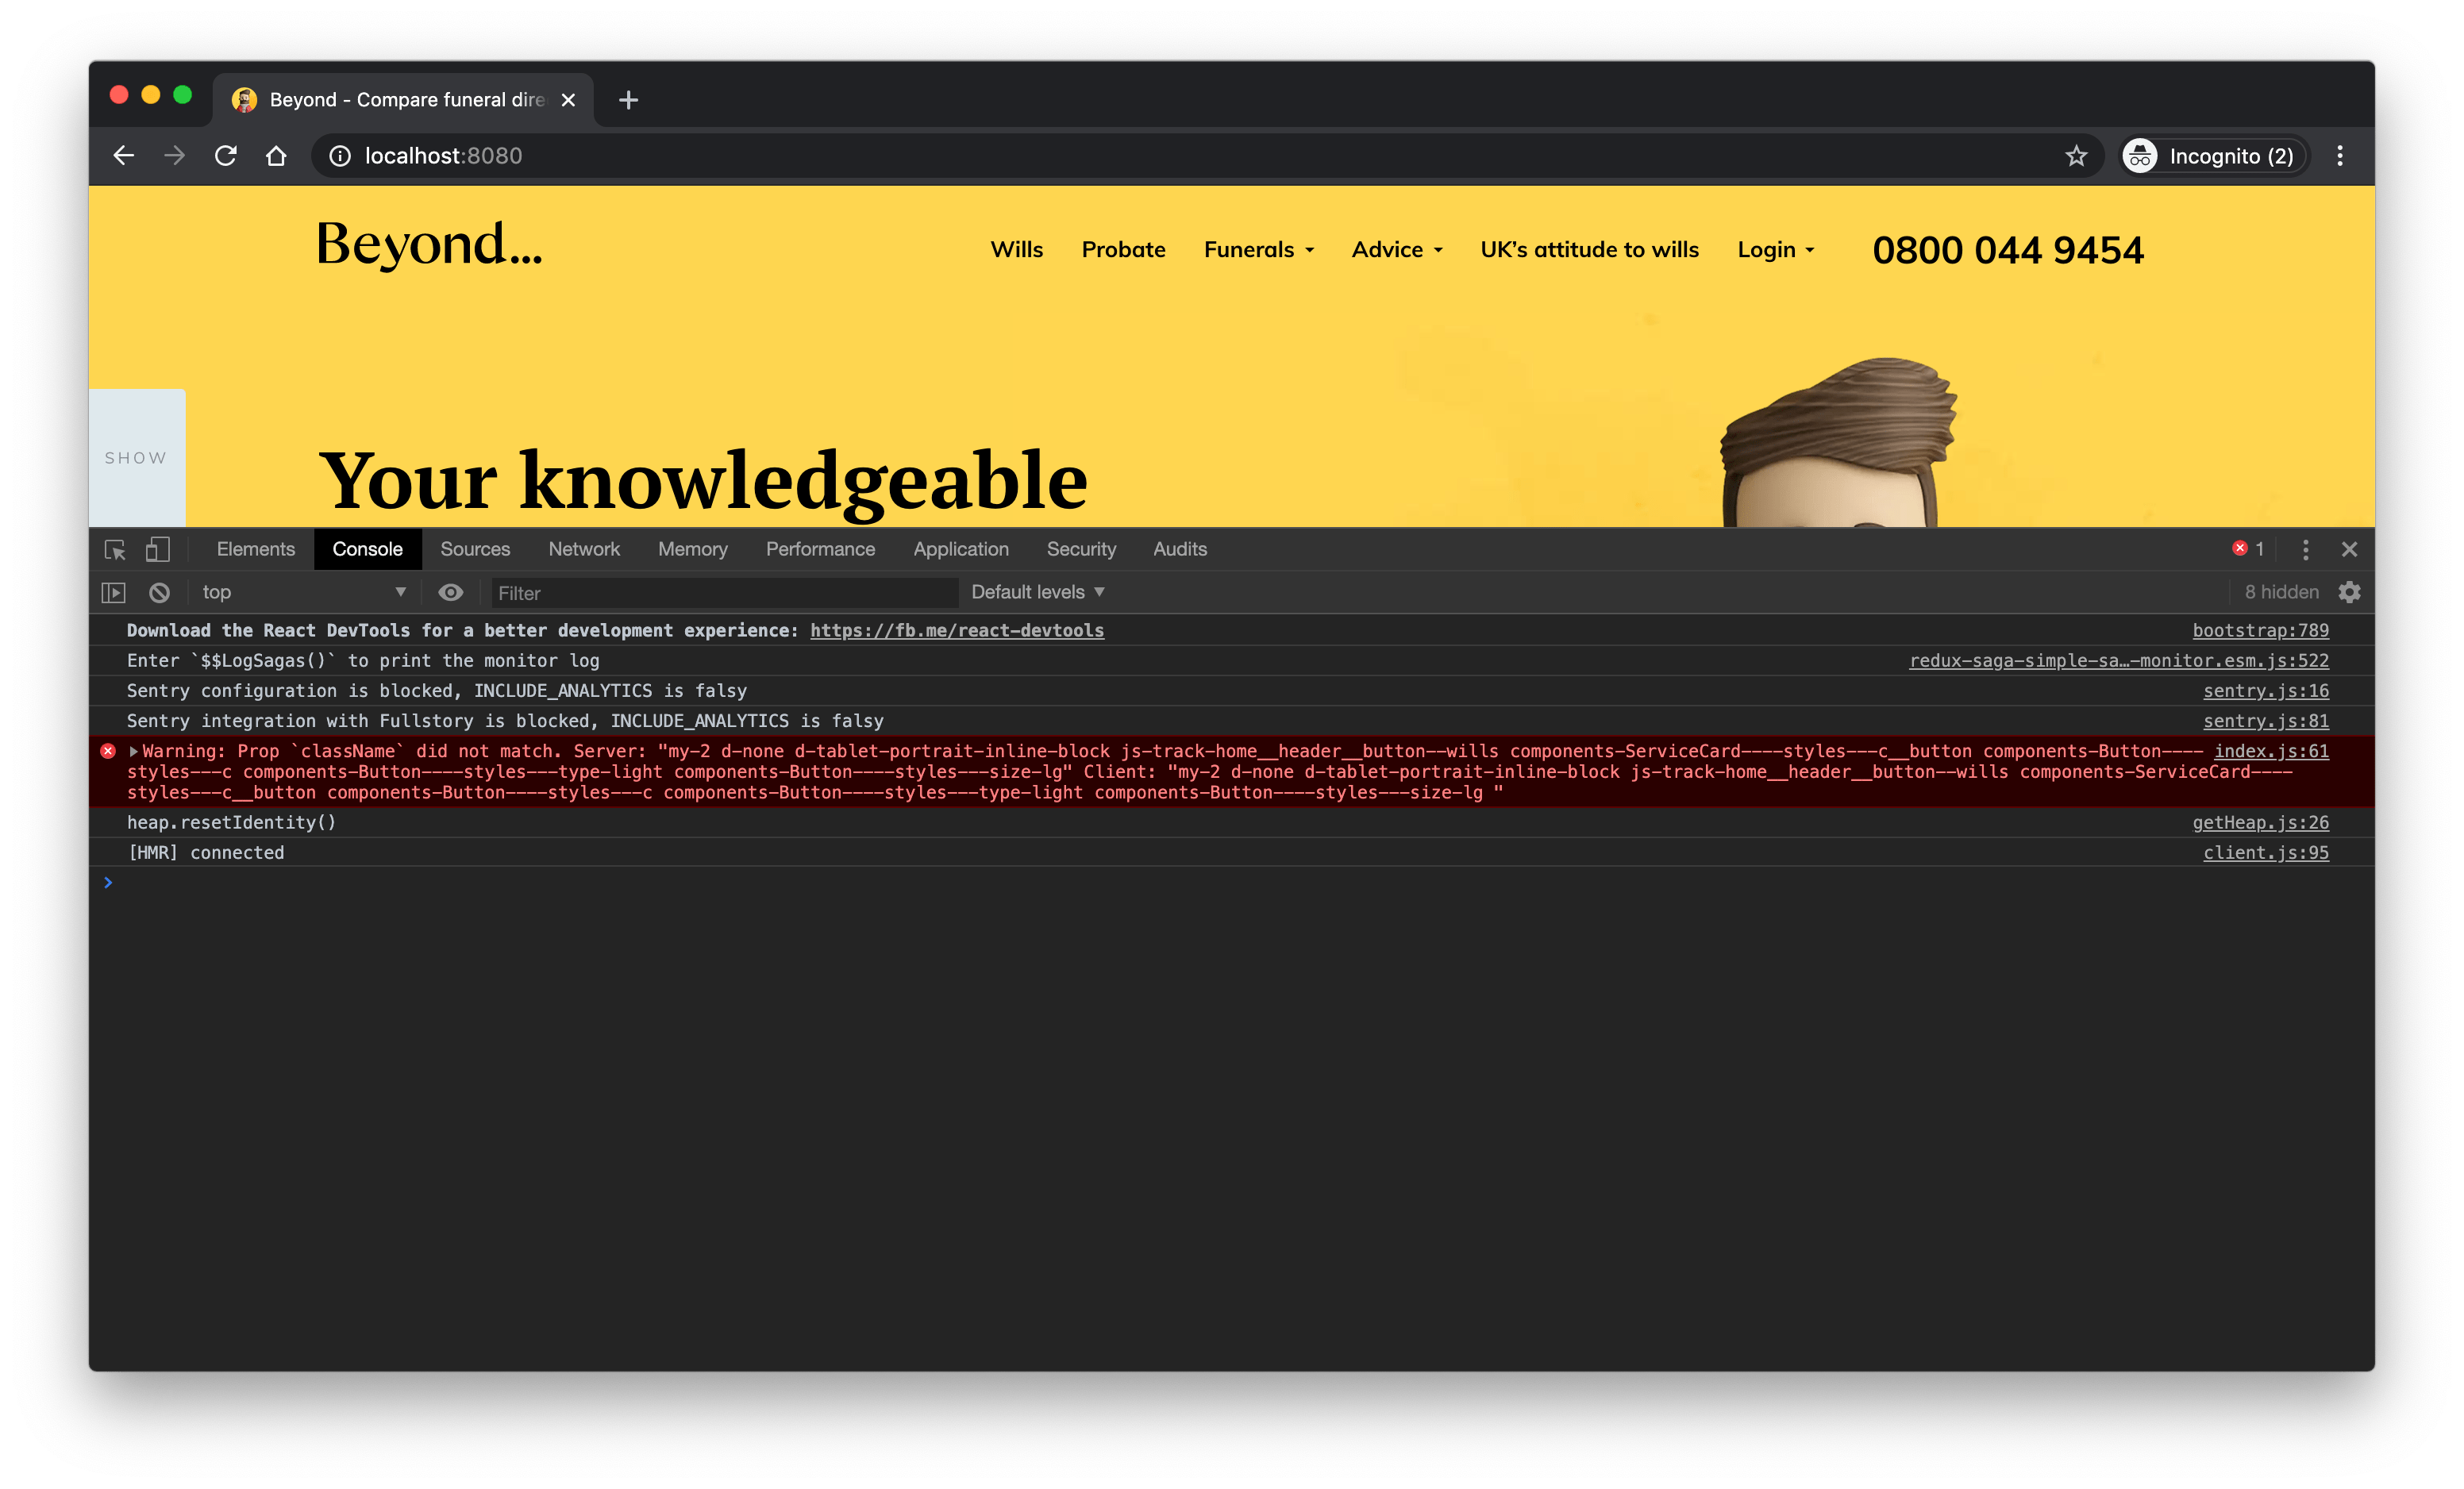 Beyond - Compare funeral dire
localhost:8080
Incognito (2)
Beyond...
Wills Probate Funerals Advice UK’s attitude to wills Login 0800 044 9454
SHOW
Your knowledgeable
Elements Console Sources Network Memory Performance Application Security Audits 1
top Filter Default levels 8 hidden
Download the React DevTools for a better development experience: https://fb.me/react-devtools bootstrap:789
Enter `$$LogSagas()` to print the monitor log redux-saga-simple-sa…-monitor.esm.js:522
Sentry configuration is blocked, INCLUDE_ANALYTICS is falsy sentry.js:16
Sentry integration with Fullstory is blocked, INCLUDE_ANALYTICS is falsy sentry.js:81
Warning: Prop `className` did not match. Server: "my-2 d-none d-tablet-portrait-inline-block js-track-home__header__button--wills components-ServiceCard----styles---c__button components-Button---- index.js:61
styles---c components-Button----styles---type-light components-Button----styles---size-lg" Client: "my-2 d-none d-tablet-portrait-inline-block js-track-home__header__button--wills components-ServiceCard----
styles---c__button components-Button----styles---c components-Button----styles---type-light components-Button----styles---size-lg "
heap.resetIdentity() getHeap.js:26
[HMR] connected client.js:95